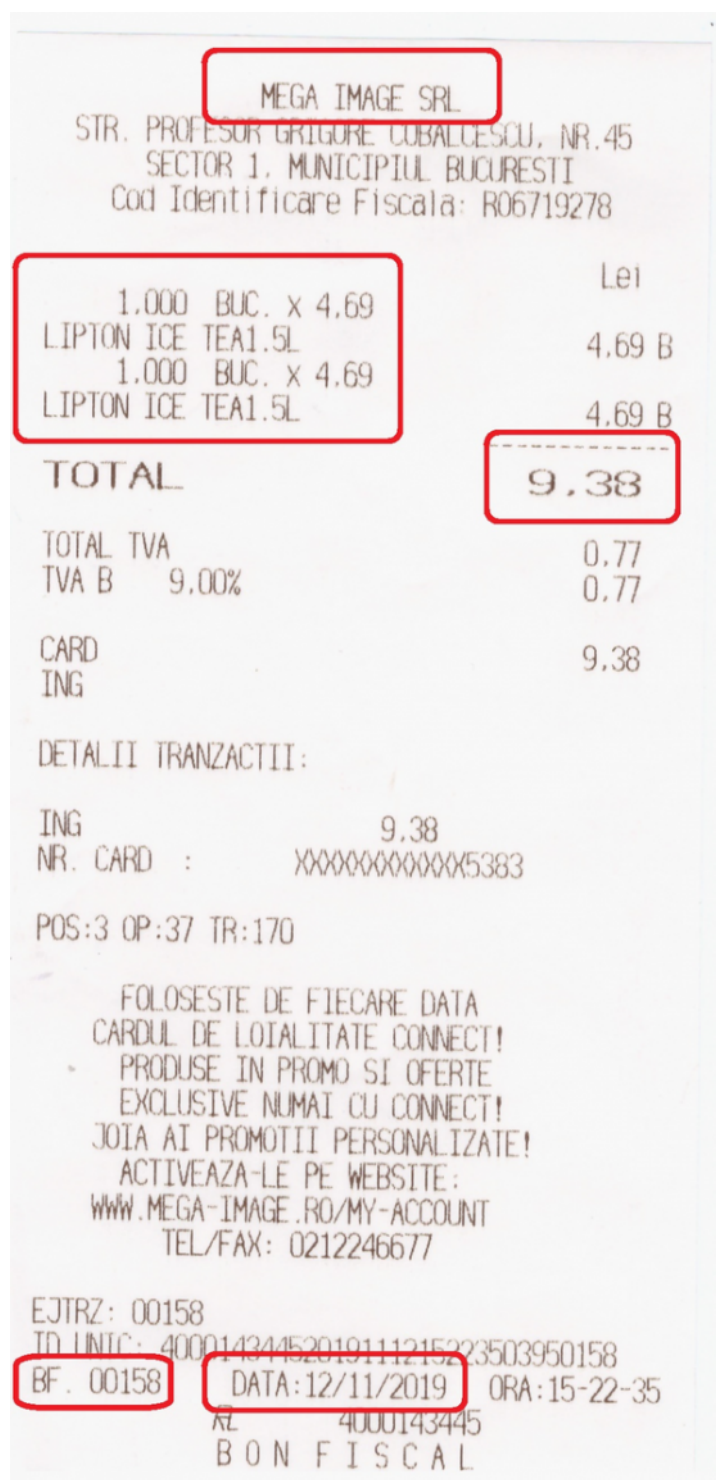 MEGA IMAGE SRL
STR. PROFESOR GRIGORE COBALCESCU, NR.45
SECTOR 1, MUNICIPIUL BUCURESTI
Cod Identificare Fiscala: RO6719278
Lei
1.000 BUC. X 4.69
LIPTON ICE TEA1.5L 4.69 B
1.000 BUC. X 4.69
LIPTON ICE TEA1.5L 4.69 B
TOTAL 9.38
TOTAL TVA 0.77
TVA B 9.00% 0.77
CARD 9.38
ING
DETALII TRANZACTII:
ING 9.38
NR. CARD : XXXXXXXXXXXX5383
POS:3 OP:37 TR:170
FOLOSESTE DE FIECARE DATA
CARDUL DE LOIALITATE CONNECT!
PRODUSE IN PROMO SI OFERTE
EXCLUSIVE NUMAI CU CONNECT!
JOIA AI PROMOTII PERSONALIZATE!
ACTIVEAZA-LE PE WEBSITE:
WWW.MEGA-IMAGE.RO/MY-ACCOUNT
TEL/FAX: 0212246677
EJTRZ: 00158
ID UNIC: 40001434452019111215223503950158
BF. 00158 DATA:12/11/2019 ORA:15-22-35
4000143445
BON FISCAL